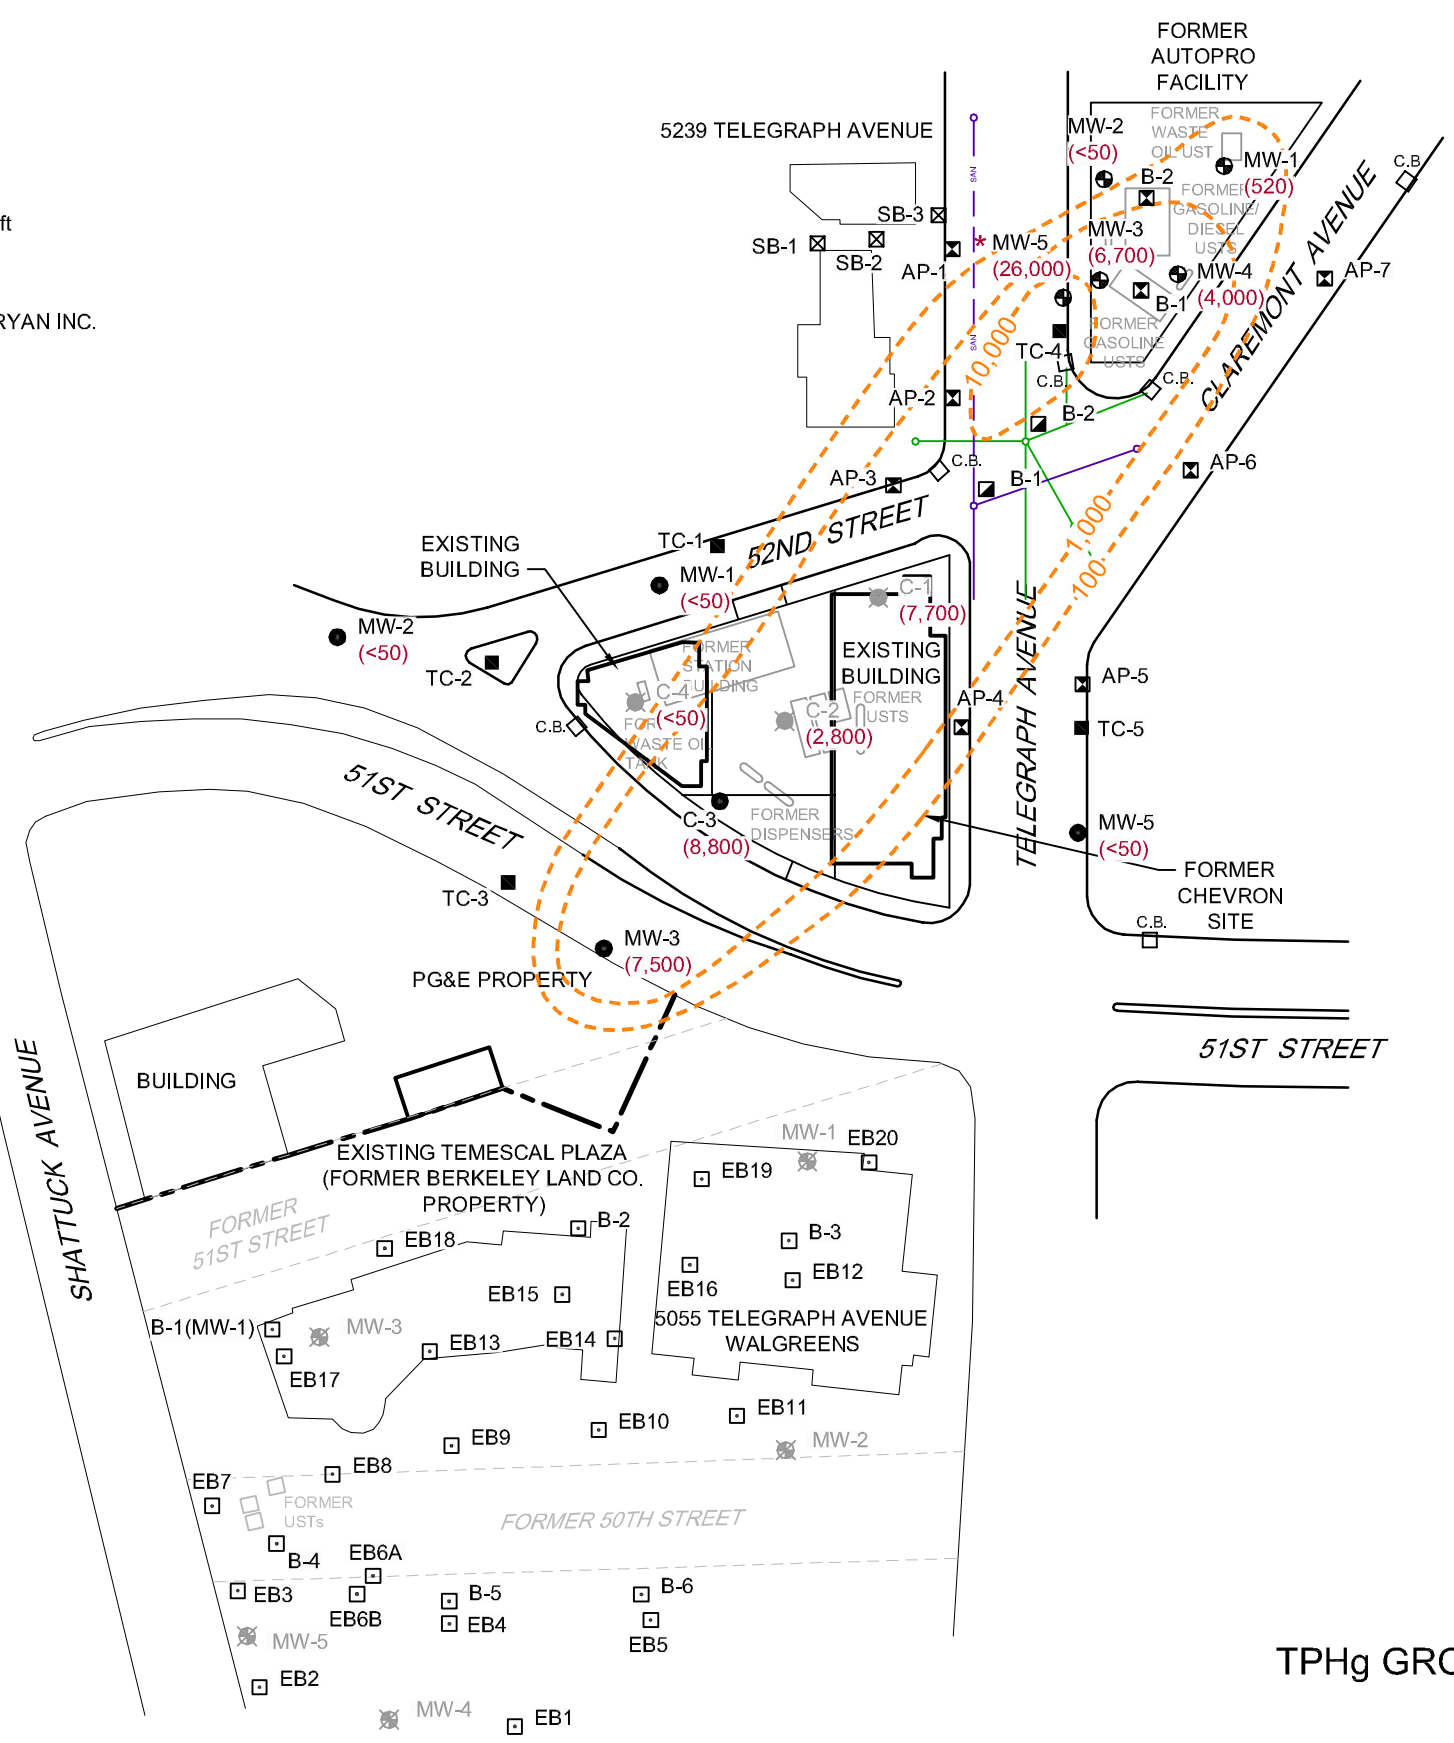 FORMER
AUTOPRO
FACILITY
5239 TELEGRAPH AVENUE
MW-2
(<50)
FORMER
WASTE
OIL UST
MW-1
(520)
C.B.
B-2
FORMER
GASOLINE/
DIESEL
USTS
SB-3
SB-1
SB-2
AP-1
SAN
* MW-5
(26,000)
MW-3
(6,700)
MW-4
(4,000)
B-1
AP-7
ft
RYAN INC.
CLAREMONT AVENUE
FORMER
GASOLINE
USTS
SAN
10,000
TC-4
C.B.
C.B.
AP-2
B-2
AP-3
C.B.
B-1
AP-6
52ND STREET
1,000
100
EXISTING
BUILDING
TC-1
MW-1
(<50)
C-1
(7,700)
MW-2
(<50)
TC-2
FORMER
STATION
BUILDING
EXISTING
BUILDING
TELEGRAPH AVENUE
C-4
(<50)
C-2
(2,800)
FORMER
USTS
AP-4
AP-5
TC-5
C.B.
WASTE OIL
TANK
51ST STREET
C-3
(8,800)
FORMER
DISPENSERS
MW-5
(<50)
FORMER
CHEVRON
SITE
TC-3
C.B.
MW-3
(7,500)
PG&E PROPERTY
51ST STREET
BUILDING
SHATTUCK AVENUE
EXISTING TEMESCAL PLAZA
(FORMER BERKELEY LAND CO.
PROPERTY)
MW-1
EB20
EB19
FORMER
51ST STREET
B-2
EB18
B-3
EB16
EB12
EB15
B-1(MW-1)
MW-3
EB13
EB14
5055 TELEGRAPH AVENUE
WALGREENS
EB17
EB11
EB10
EB9
MW-2
EB8
EB7
FORMER
USTs
FORMER 50TH STREET
B-4
EB6A
EB3
EB6B
B-5
EB4
B-6
EB5
MW-5
EB2
MW-4
EB1
TPHg GRO